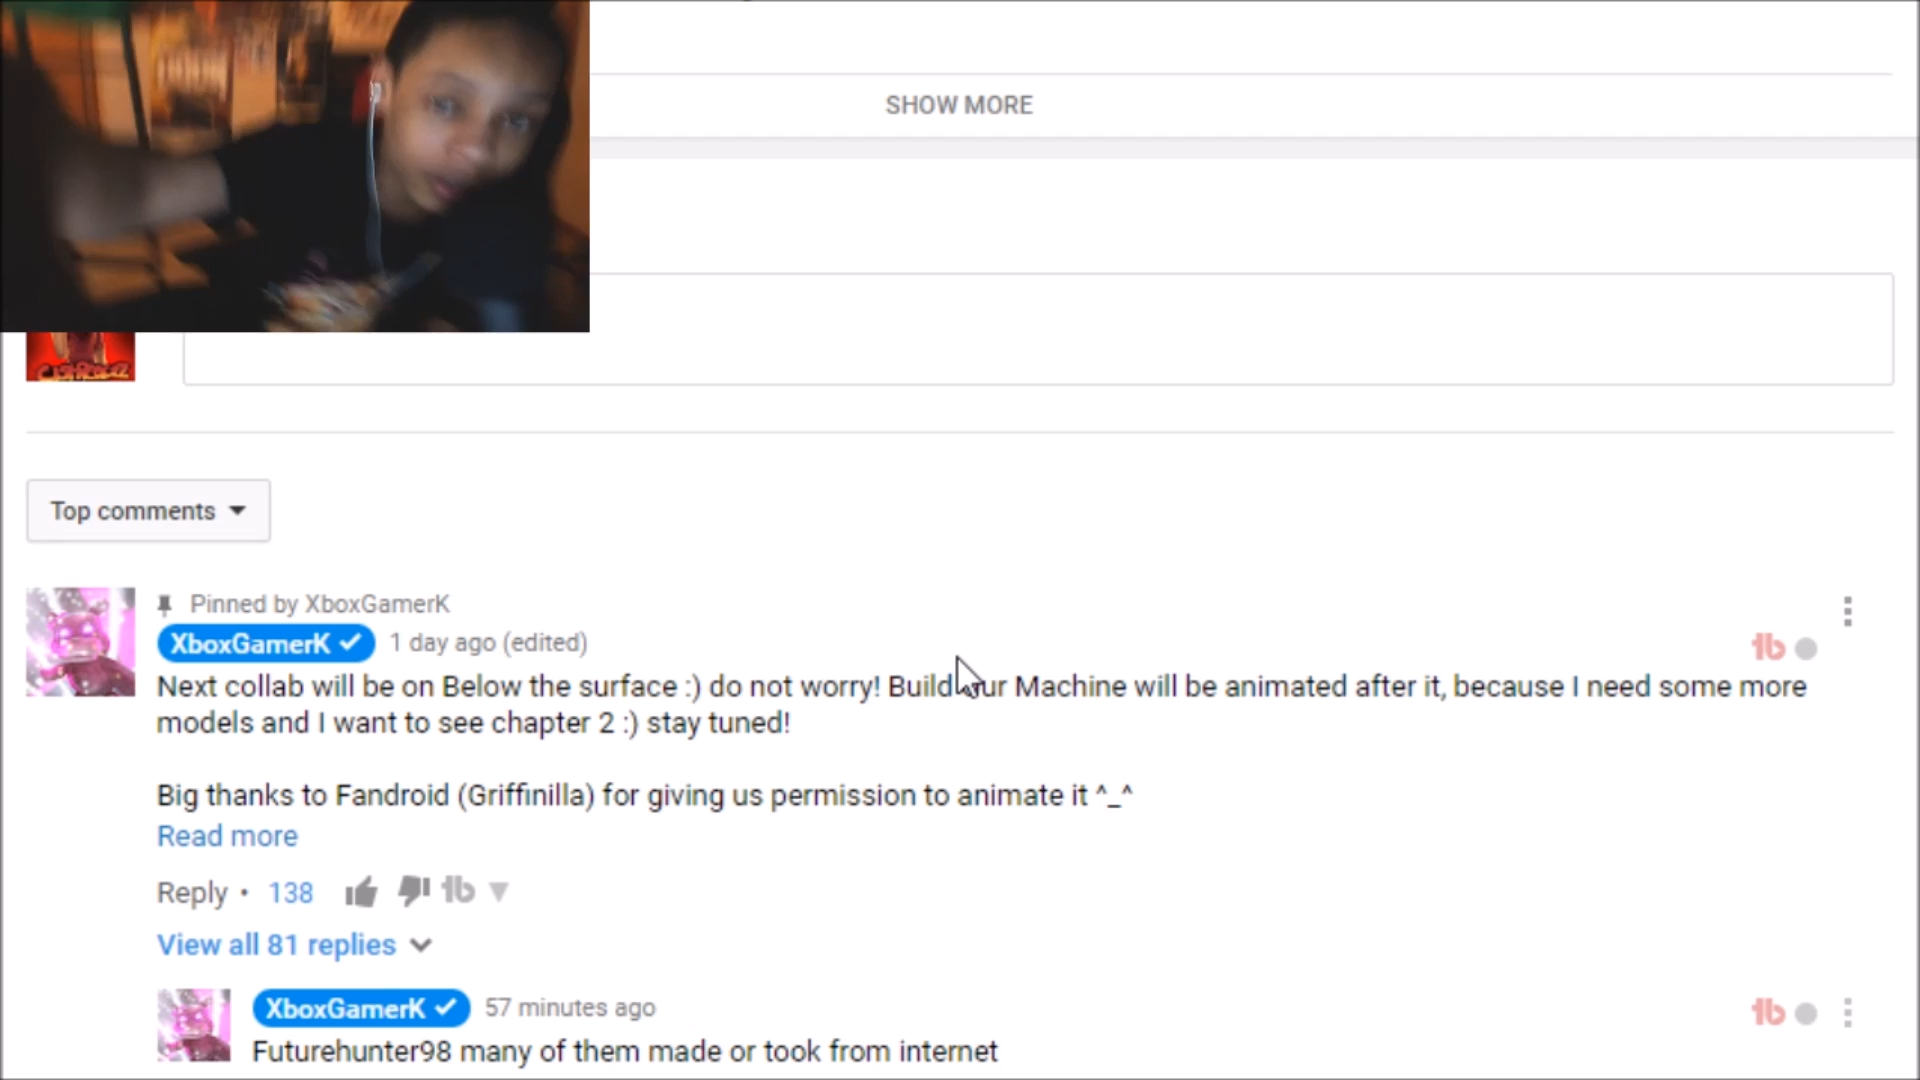 SHOW MORE
Top comments
Pinned by XboxGamerK
XboxGamerK 1 day ago (edited)
Next collab will be on Below the surface :) do not worry! Build ur Machine will be animated after it, because I need some more
models and I want to see chapter 2 :) stay tuned!
Big thanks to Fandroid (Griffinilla) for giving us permission to animate it ^_^
Read more
Reply • 138
View all 81 replies
XboxGamerK 57 minutes ago
Futurehunter98 many of them made or took from internet